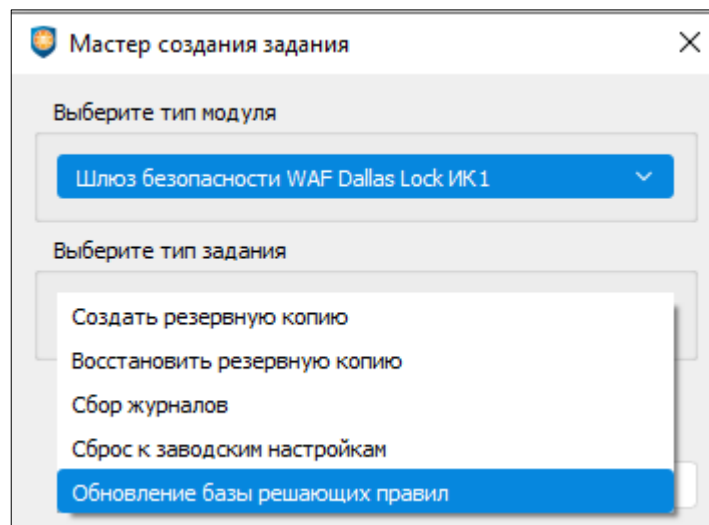 Мастер создания задания
Выберите тип модуля
Шлюз безопасности WAF Dallas Lock ИК1
Выберите тип задания
Создать резервную копию
Восстановить резервную копию
Сбор журналов
Сброс к заводским настройкам
Обновление базы решающих правил